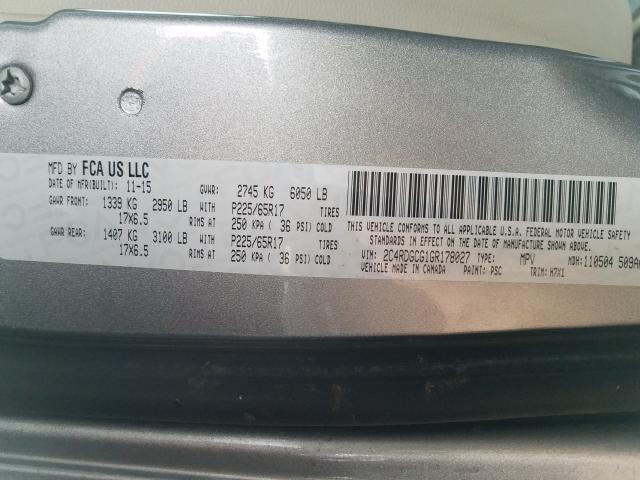 MFD BY FCA US LLC
DATE OF MFR(BUILT): 11-15 GVWR: 2745 KG 6050 LB
GAWR FRONT: 1339 KG 2950 LB WITH P225/65R17 TIRES
17X6.5 RIMS AT 250 KPA ( 36 PSI) COLD
GAWR REAR: 1407 KG 3100 LB WITH P225/65R17 TIRES
17X6.5 RIMS AT 250 KPA ( 36 PSI) COLD
THIS VEHICLE CONFORMS TO ALL APPLICABLE U.S.A. FEDERAL MOTOR VEHICLE SAFETY
STANDARDS IN EFFECT ON THE DATE OF MANUFACTURE SHOWN ABOVE.
VIN: 2C4RDGCG1GR178027 TYPE: MPV MDH:110504 509A
VEHICLE MADE IN CANADA PAINT: PSC TRIM: H7X1